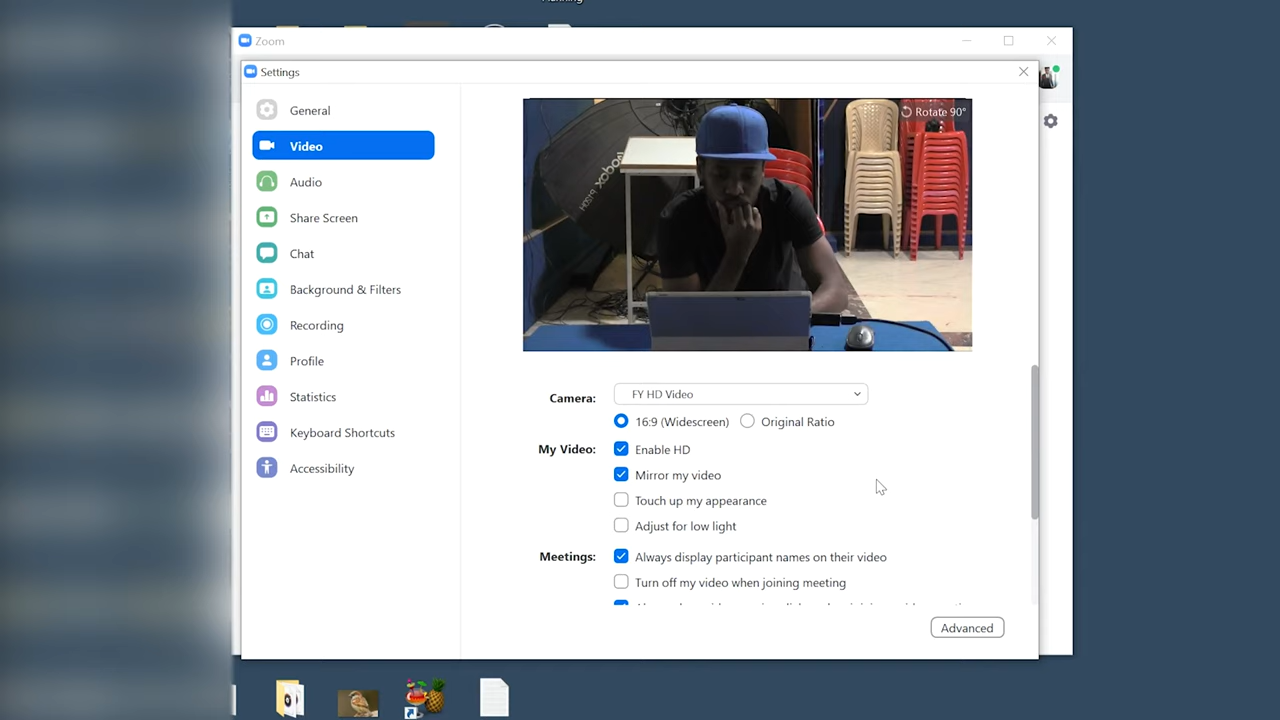 Zoom
Settings
General
Video
Audio
Share Screen
Chat
Background & Filters
Recording
Profile
Statistics
Keyboard Shortcuts
Accessibility
Rotate 90°
Godox
Camera:
FY HD Video
16:9 (Widescreen)
Original Ratio
My Video:
Enable HD
Mirror my video
Touch up my appearance
Adjust for low light
Meetings:
Always display participant names on their video
Turn off my video when joining meeting
Advanced